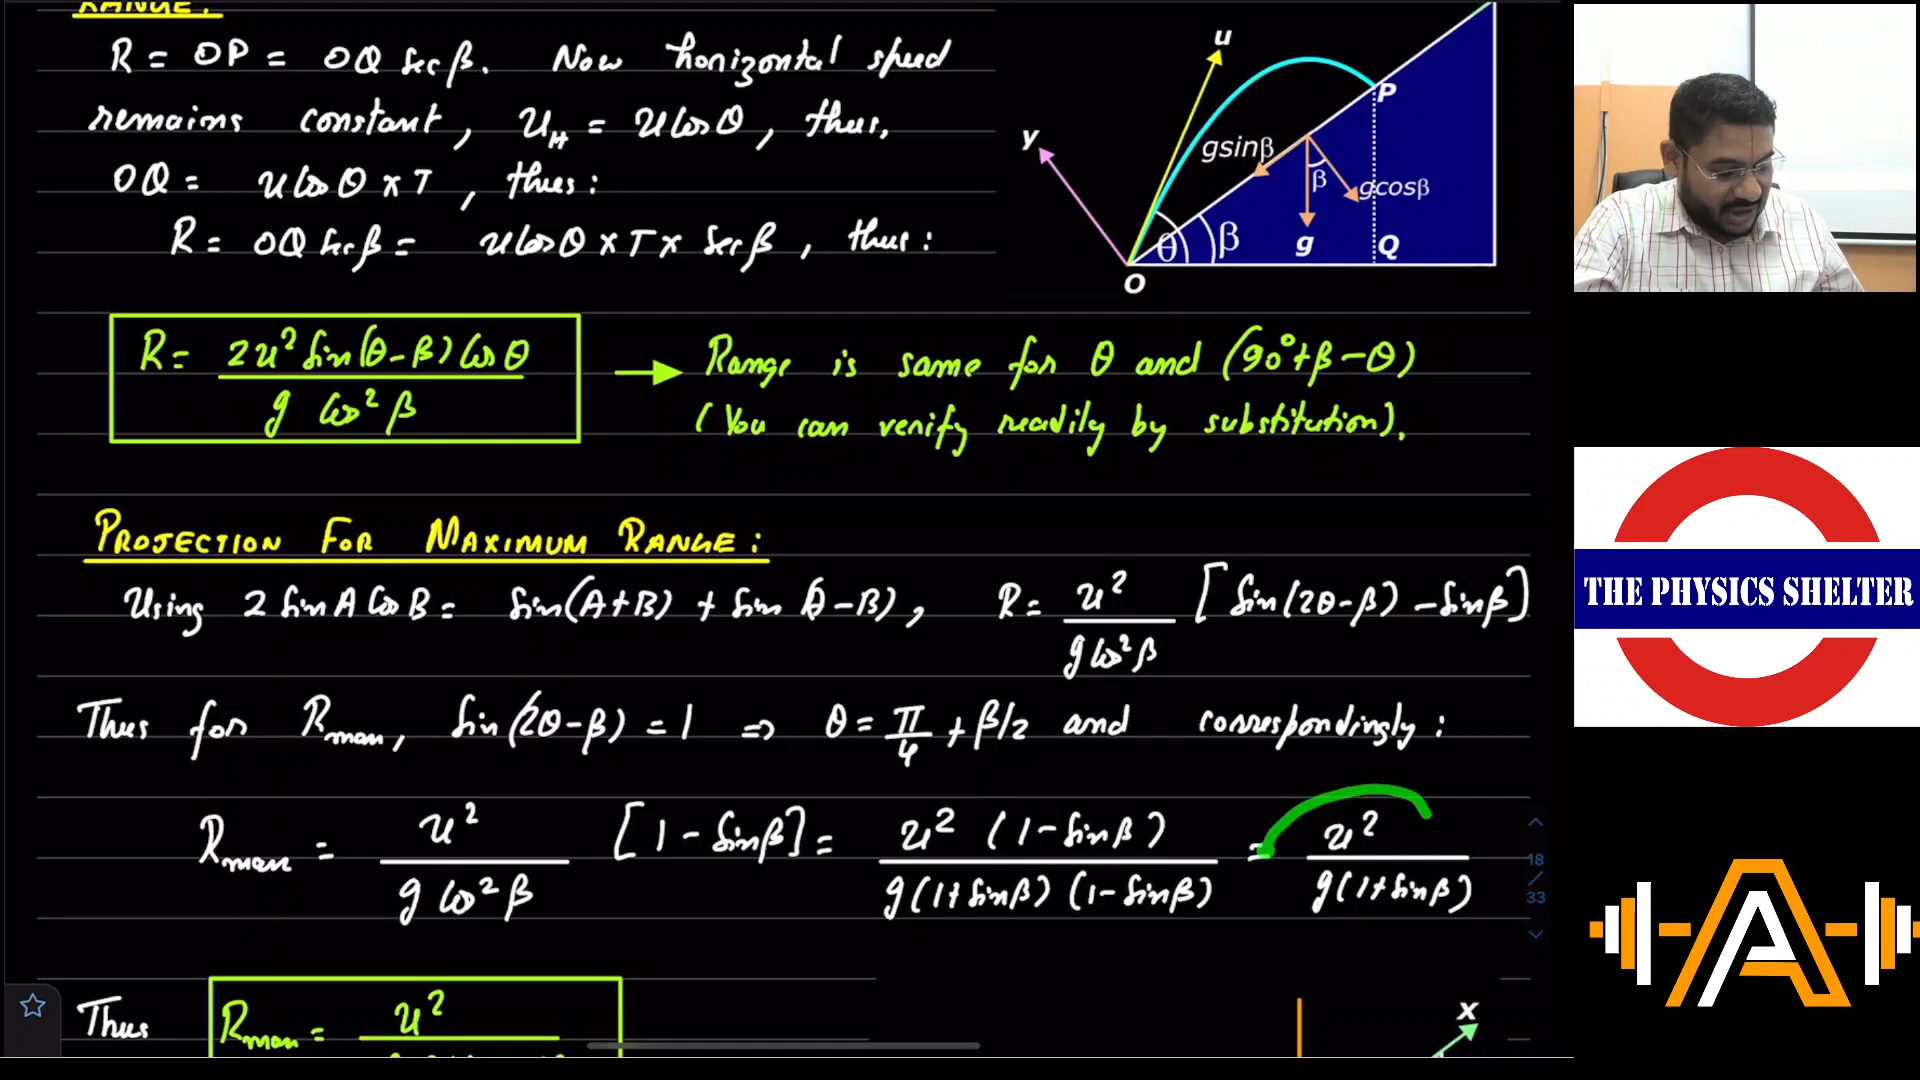 RANGE:
R = OP = OQ Sec β. Now horizontal speed
remains constant, u_H = u Cos θ, thus,
OQ = u Cos θ × T, thus:
R = OQ Sec β = u Cos θ × T × Sec β, thus:
u
P
y
gsinβ
β
gcosβ
θ
β
g
Q
O
R = 2u² Sin(θ-β) Cos θ / g Cos² β → Range is same for θ and (90°+β-θ)
(You can verify readily by substitution).
PROJECTION FOR MAXIMUM RANGE:
Using 2 Sin A Cos B = Sin(A+B) + Sin(A-B), R = u² / g Cos² β [Sin(2θ-β) - Sin β]
Thus for R_max, Sin(2θ-β) = 1 ⇒ θ = π/4 + β/2 and correspondingly:
R_max = u² / g Cos² β [1 - Sin β] = u² (1 - Sin β) / g(1+Sin β)(1-Sin β) = u² / g(1+Sin β)
18
/
33
Thus R_max = u²
x
THE PHYSICS SHELTER